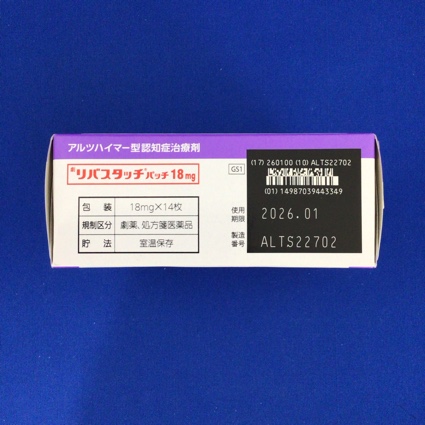 アルツハイマー型認知症治療剤
®リバスタッチ®パッチ18mg
包装 18mg×14枚
規制区分 劇薬、処方箋医薬品
貯法 室温保存
GS1
(17) 260100 (10) ALTS22702
(01) 14987039443349
使用期限 2026.01
製造番号 ALTS22702